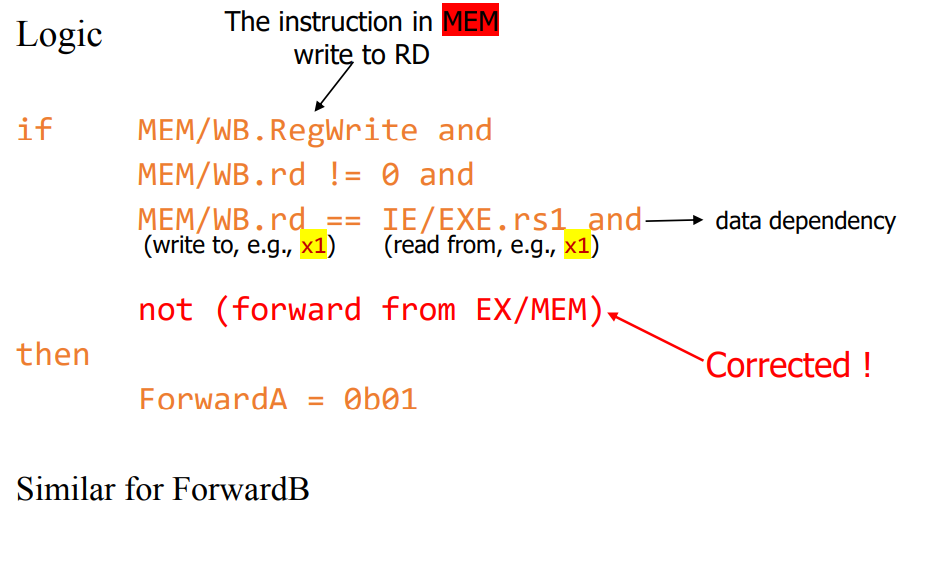 Logic
The instruction in MEM
write to RD
if MEM/WB.RegWrite and
MEM/WB.rd != 0 and
MEM/WB.rd == IE/EXE.rs1 and
data dependency
(write to, e.g., x1) (read from, e.g., x1)
not (forward from EX/MEM)
then
Corrected !
ForwardA = 0b01
Similar for ForwardB